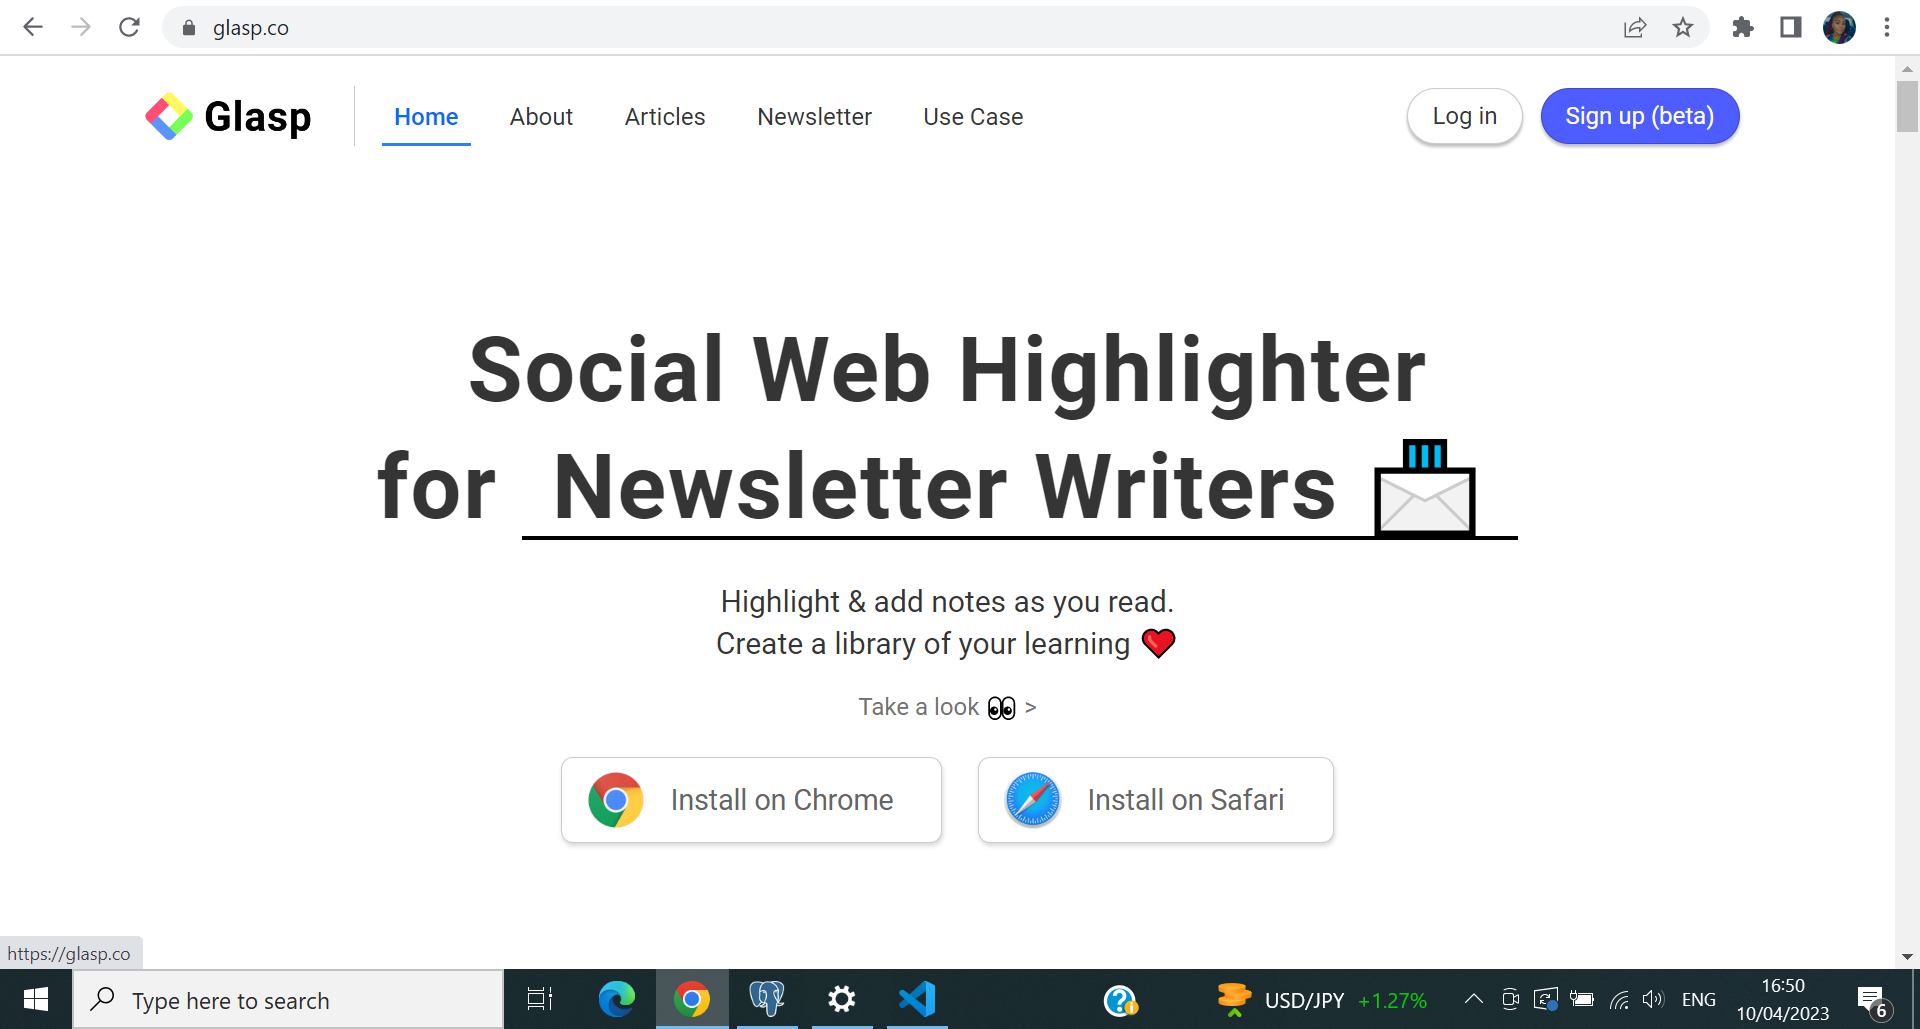 glasp.co
Glasp
Home About Articles Newsletter Use Case
Log in Sign up (beta)
Social Web Highlighter
for Newsletter Writers
Highlight & add notes as you read.
Create a library of your learning
Take a look >
Install on Chrome Install on Safari
https://glasp.co
Type here to search
USD/JPY +1.27%
ENG
16:50
10/04/2023
6